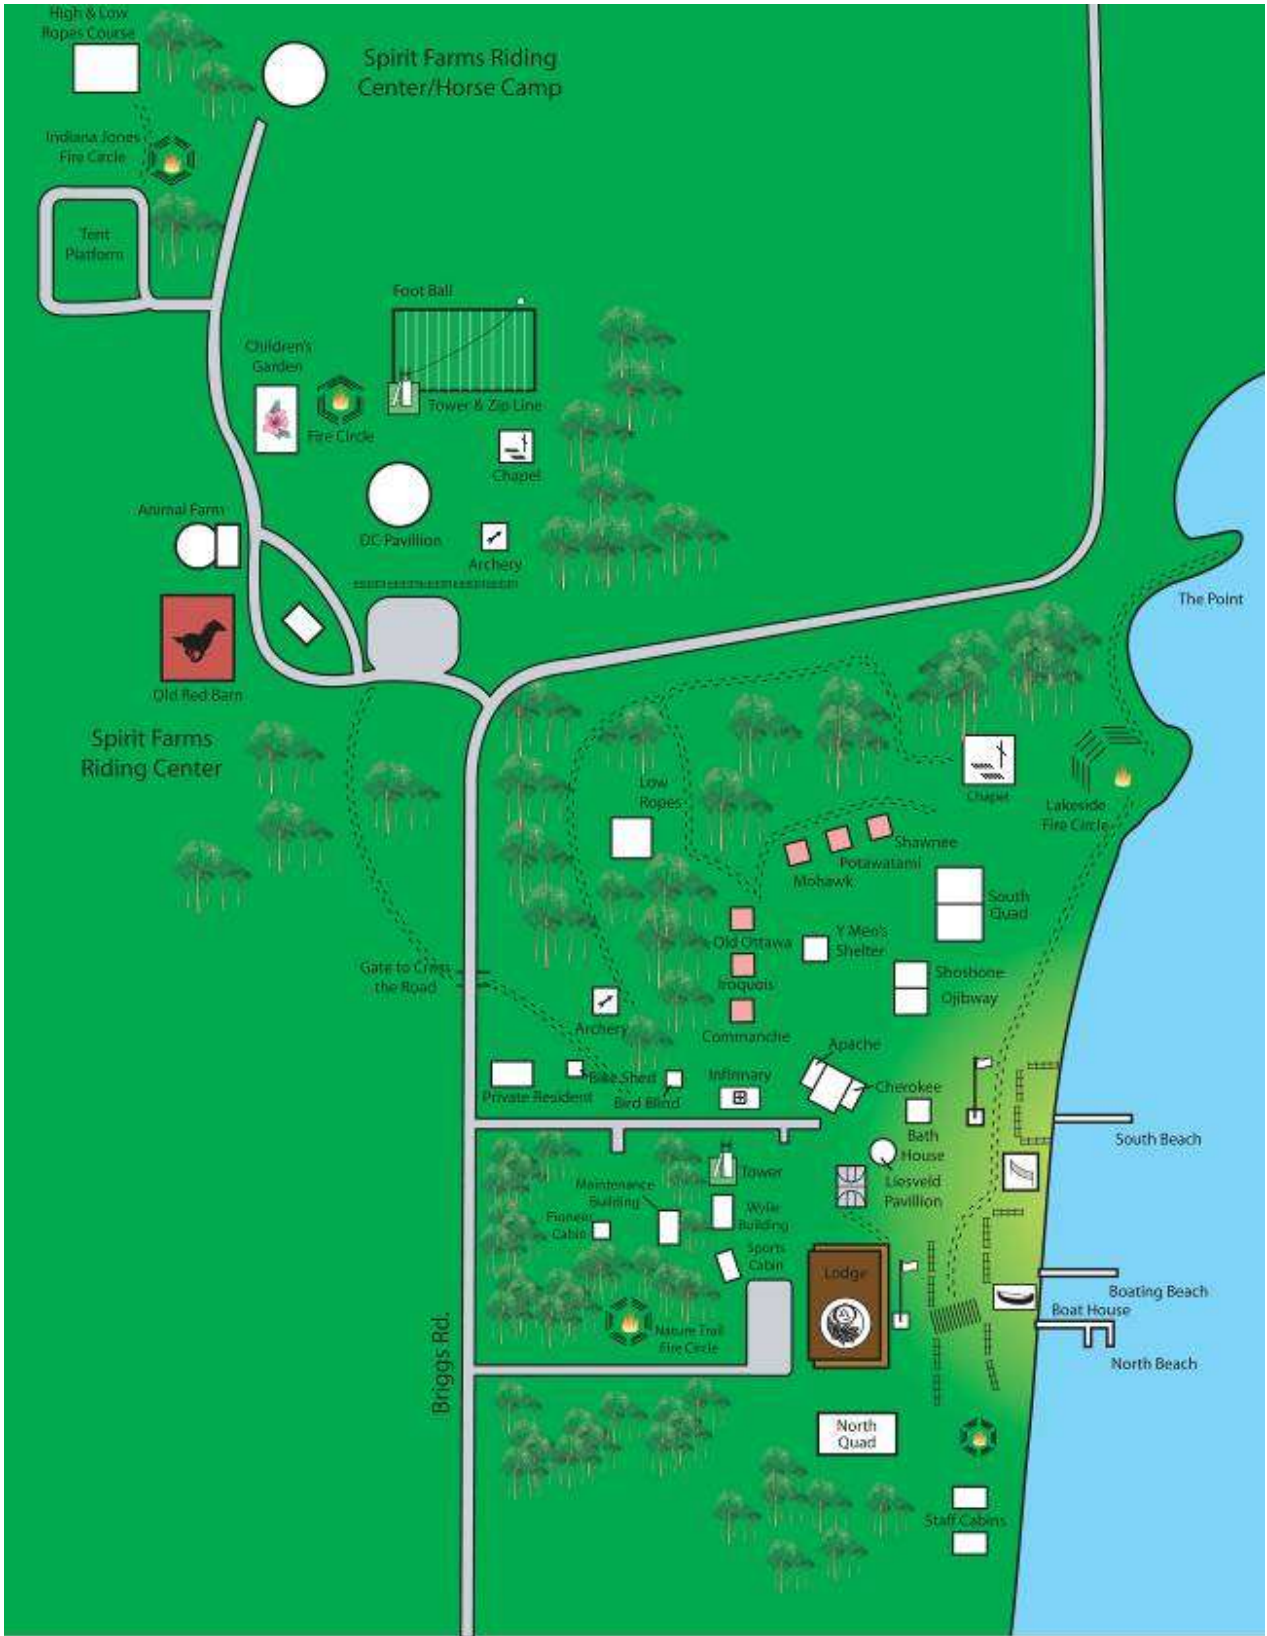 High & Low
Ropes Course
Spirit Farms Riding
Center/Horse Camp
Indiana Jones
Fire Circle
Tent
Platform
Foot Ball
Children's
Garden
Tower & Zip Line
Fire Circle
Chapel
Animal Farm
DC Pavillion
Archery
The Point
Old Red Barn
Spirit Farms
Riding Center
Low
Ropes
Chapel
Lakeside
Fire Circle
Shawnee
Potawatami
Mohawk
South
Quad
Old Ottawa
Y Men's
Shelter
Gate to Cross
the Road
Iroquois
Shosbone
Ojibway
Archery
Commanche
Apache
Bike Shed
Infirmary
Cherokee
Private Resident
Bird Blind
Bath
House
South Beach
Tower
Maintenance
Building
Liesveld
Pavillion
Pioneer
Cabin
Wylie
Building
Sports
Cabin
Lodge
Boating Beach
Boat House
Nature Trail
Fire Circle
North Beach
Briggs Rd.
North
Quad
Staff Cabins